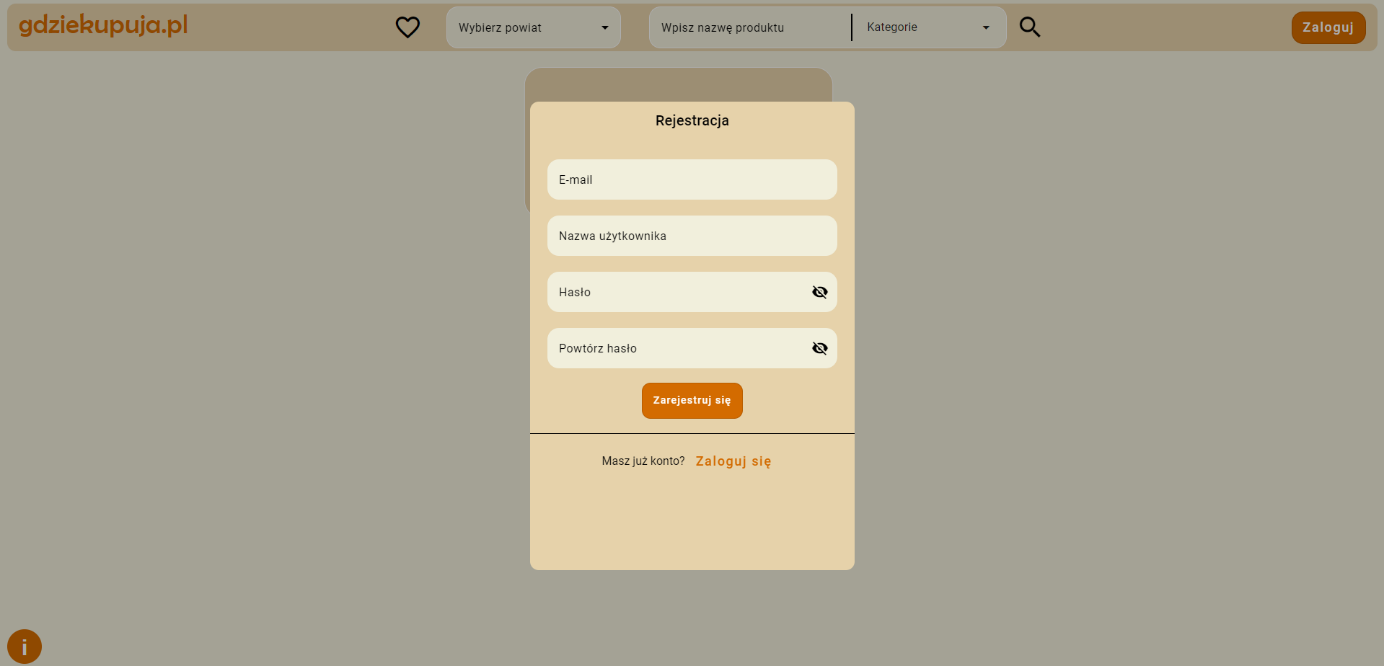 gdziekupuja.pl
Wybierz powiat
Wpisz nazwę produktu
Kategorie
Zaloguj
Rejestracja
E-mail
Nazwa użytkownika
Hasło
Powtórz hasło
Zarejestruj się
Masz już konto? Zaloguj się
i